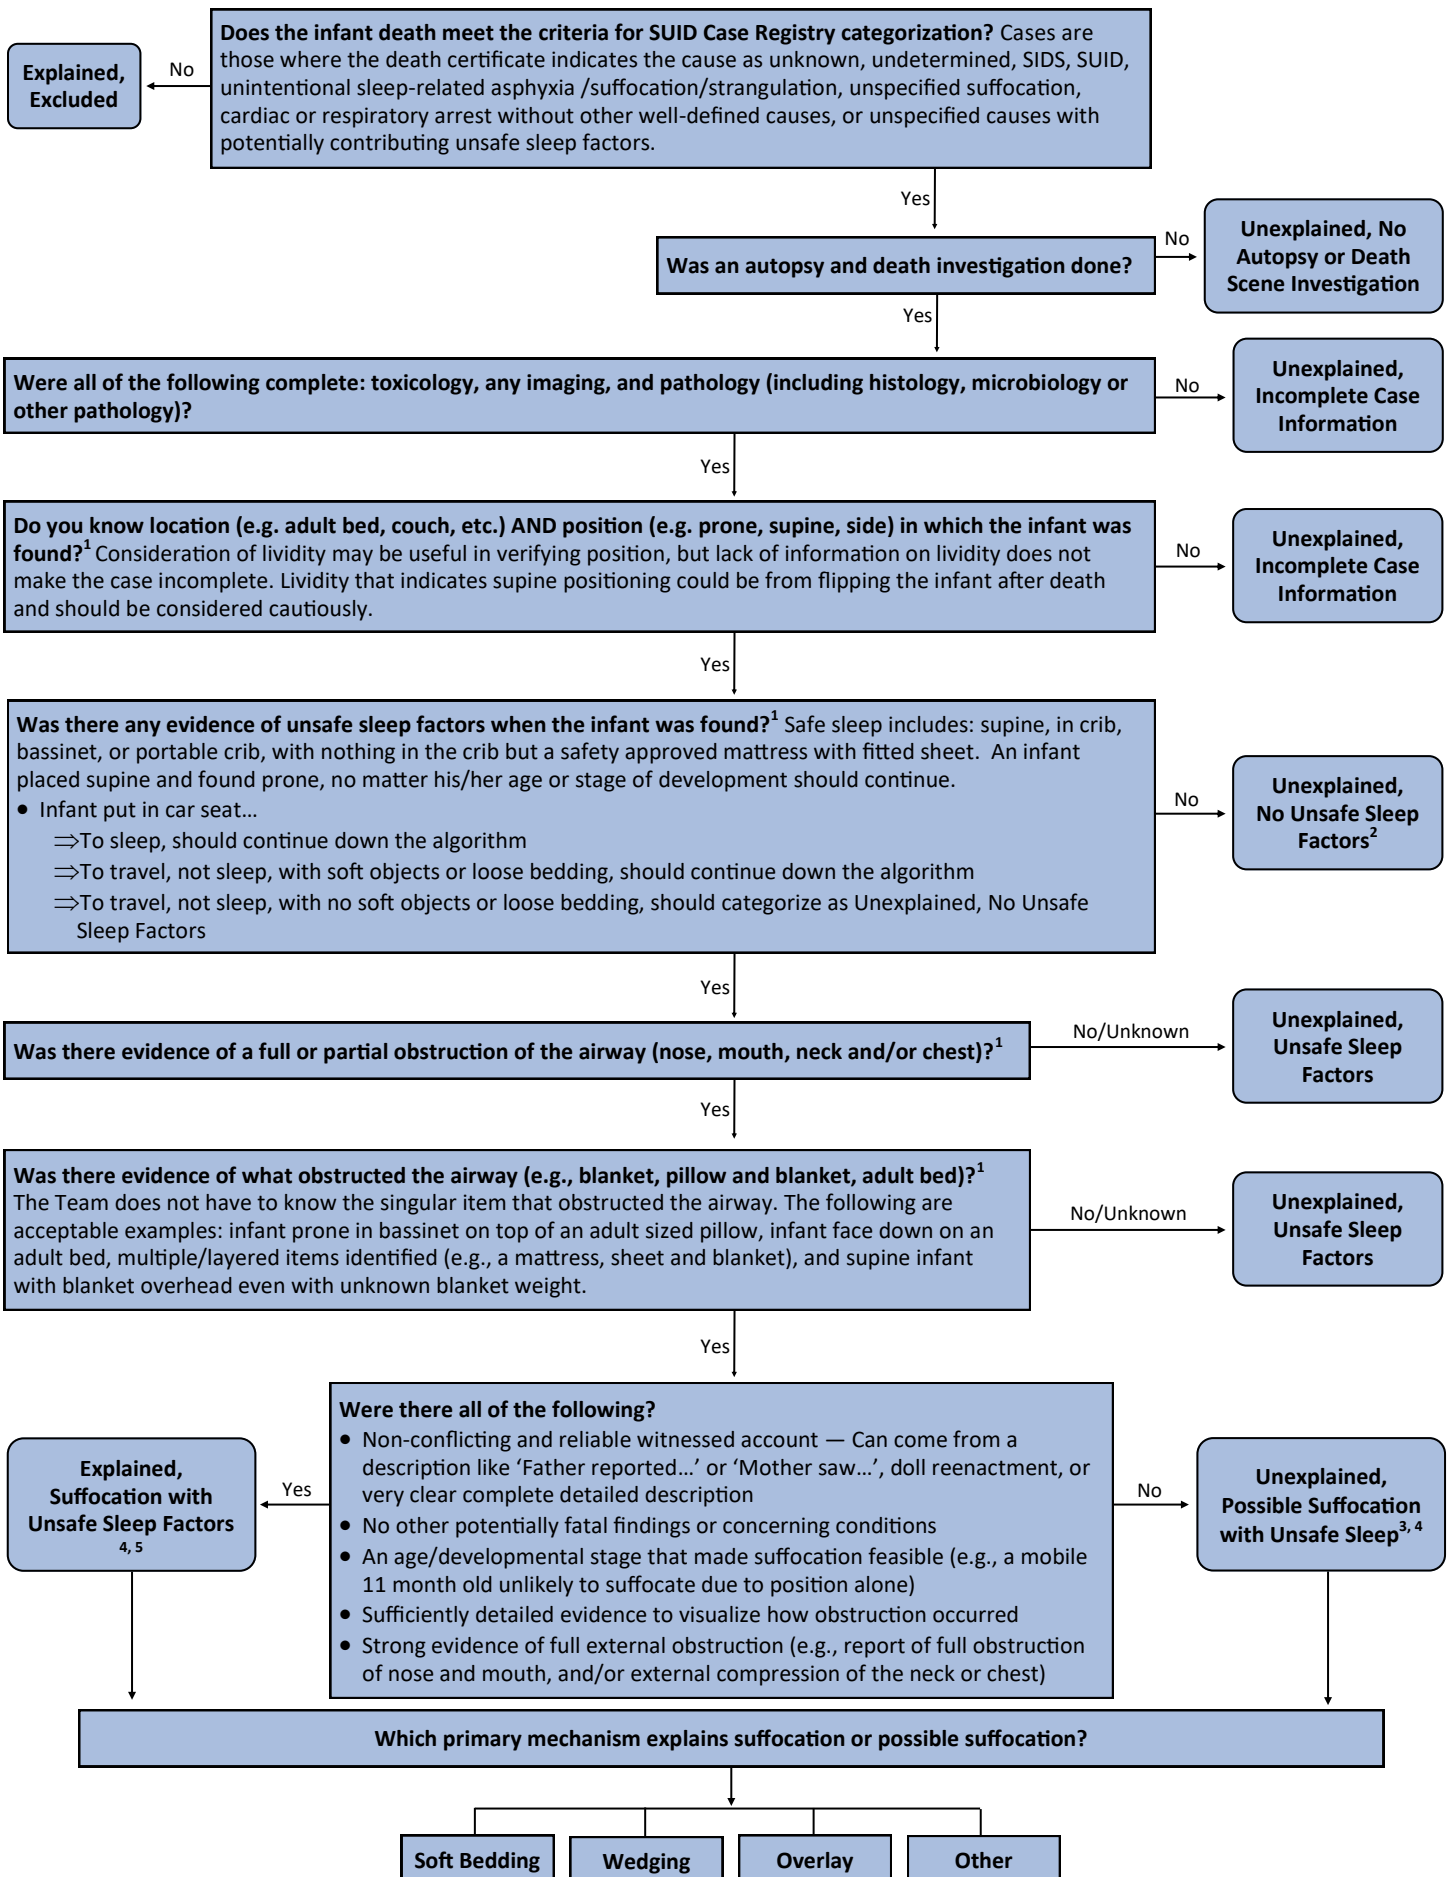 Does the infant death meet the criteria for SUID Case Registry categorization? Cases are
those where the death certificate indicates the cause as unknown, undetermined, SIDS, SUID,
unintentional sleep-related asphyxia /suffocation/strangulation, unspecified suffocation,
cardiac or respiratory arrest without other well-defined causes, or unspecified causes with
potentially contributing unsafe sleep factors.
No
Explained,
Excluded
Yes
Was an autopsy and death investigation done?
No
Unexplained, No
Autopsy or Death
Scene Investigation
Yes
Were all of the following complete: toxicology, any imaging, and pathology (including histology, microbiology or
other pathology)?
No
Unexplained,
Incomplete Case
Information
Yes
Do you know location (e.g. adult bed, couch, etc.) AND position (e.g. prone, supine, side) in which the infant was
found?1 Consideration of lividity may be useful in verifying position, but lack of information on lividity does not
make the case incomplete. Lividity that indicates supine positioning could be from flipping the infant after death
and should be considered cautiously.
No
Unexplained,
Incomplete Case
Information
Yes
Was there any evidence of unsafe sleep factors when the infant was found?1 Safe sleep includes: supine, in crib,
bassinet, or portable crib, with nothing in the crib but a safety approved mattress with fitted sheet.  An infant
placed supine and found prone, no matter his/her age or stage of development should continue.
• Infant put in car seat…
⇒To sleep, should continue down the algorithm
⇒To travel, not sleep, with soft objects or loose bedding, should continue down the algorithm
⇒To travel, not sleep, with no soft objects or loose bedding, should categorize as Unexplained, No Unsafe
Sleep Factors
No
Unexplained,
No Unsafe Sleep
Factors2
Yes
Was there evidence of a full or partial obstruction of the airway (nose, mouth, neck and/or chest)?1
No/Unknown
Unexplained,
Unsafe Sleep
Factors
Yes
Was there evidence of what obstructed the airway (e.g., blanket, pillow and blanket, adult bed)?1
The Team does not have to know the singular item that obstructed the airway. The following are
acceptable examples: infant prone in bassinet on top of an adult sized pillow, infant face down on an
adult bed, multiple/layered items identified (e.g., a mattress, sheet and blanket), and supine infant
with blanket overhead even with unknown blanket weight.
No/Unknown
Unexplained,
Unsafe Sleep
Factors
Yes
Were there all of the following?
• Non-conflicting and reliable witnessed account — Can come from a
description like ‘Father reported…’ or ‘Mother saw…’, doll reenactment, or
very clear complete detailed description
• No other potentially fatal findings or concerning conditions
• An age/developmental stage that made suffocation feasible (e.g., a mobile
11 month old unlikely to suffocate due to position alone)
• Sufficiently detailed evidence to visualize how obstruction occurred
• Strong evidence of full external obstruction (e.g., report of full obstruction
of nose and mouth, and/or external compression of the neck or chest)
Yes
Explained,
Suffocation with
Unsafe Sleep Factors
4, 5
No
Unexplained,
Possible Suffocation
with Unsafe Sleep3, 4
Which primary mechanism explains suffocation or possible suffocation?
Soft Bedding
Wedging
Overlay
Other